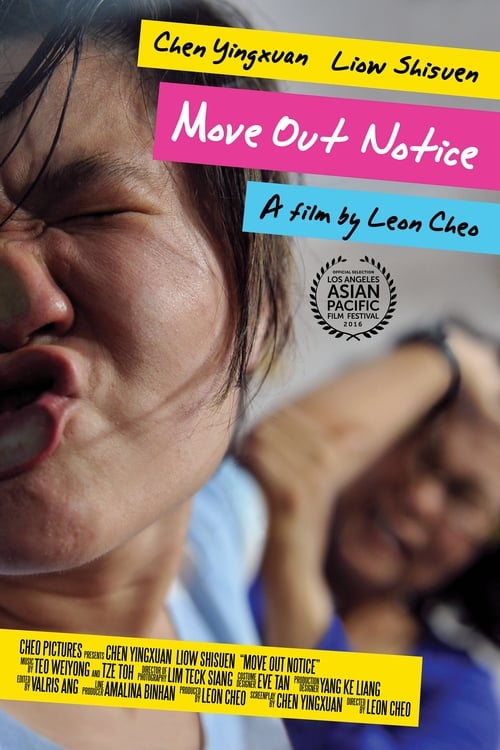 Chen Yingxuan Liow Shisuen
Move Out Notice
A film by Leon Cheo
OFFICIAL SELECTION
LOS ANGELES
ASIAN
PACIFIC
FILM FESTIVAL
2016
CHEO PICTURES PRESENTS CHEN YINGXUAN LIOW SHISUEN "MOVE OUT NOTICE"
MUSIC BY TEO WEIYONG AND TZE TOH DIRECTOR OF PHOTOGRAPHY LIM TECK SIANG COSTUME DESIGNER EVE TAN PRODUCTION DESIGNER YANG KE LIANG
EDITED BY VALRIS ANG LINE PRODUCER AMALINA BINHAN PRODUCED BY LEON CHEO SCREENPLAY BY CHEN YINGXUAN DIRECTED BY LEON CHEO